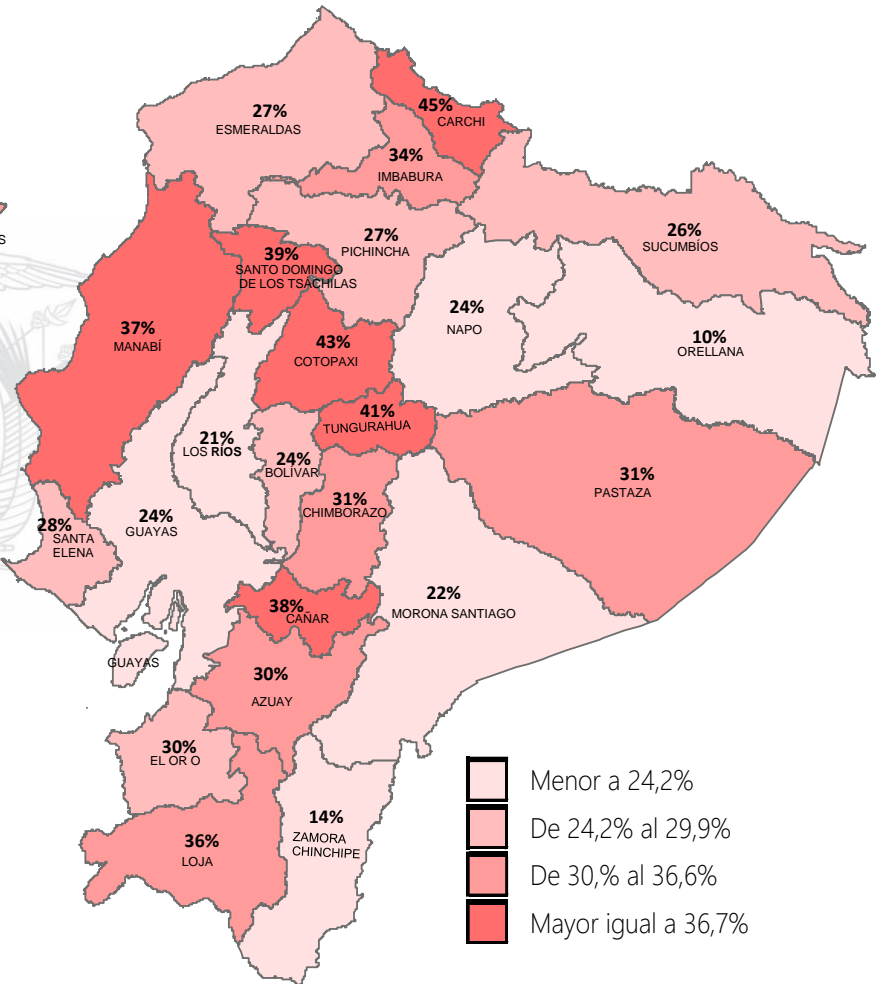 27%
ESMERALDAS
45%
CARCHI
34%
IMBABURA
S
27%
PICHINCHA
26%
SUCUMBÍOS
39%
SANTO DOMINGO
DE LOS TSÁCHILAS
37%
MANABÍ
24%
NAPO
10%
ORELLANA
43%
COTOPAXI
41%
TUNGURAHUA
21%
LOS RÍOS
24%
BOLÍVAR
31%
PASTAZA
31%
CHIMBORAZO
28%
SANTA
ELENA
24%
GUAYAS
22%
MORONA SANTIAGO
38%
CAÑAR
GUAYAS
30%
AZUAY
30%
EL OR O
14%
ZAMORA
CHINCHIPE
36%
LOJA
Menor a 24,2%
De 24,2% al 29,9%
De 30,% al 36,6%
Mayor igual a 36,7%